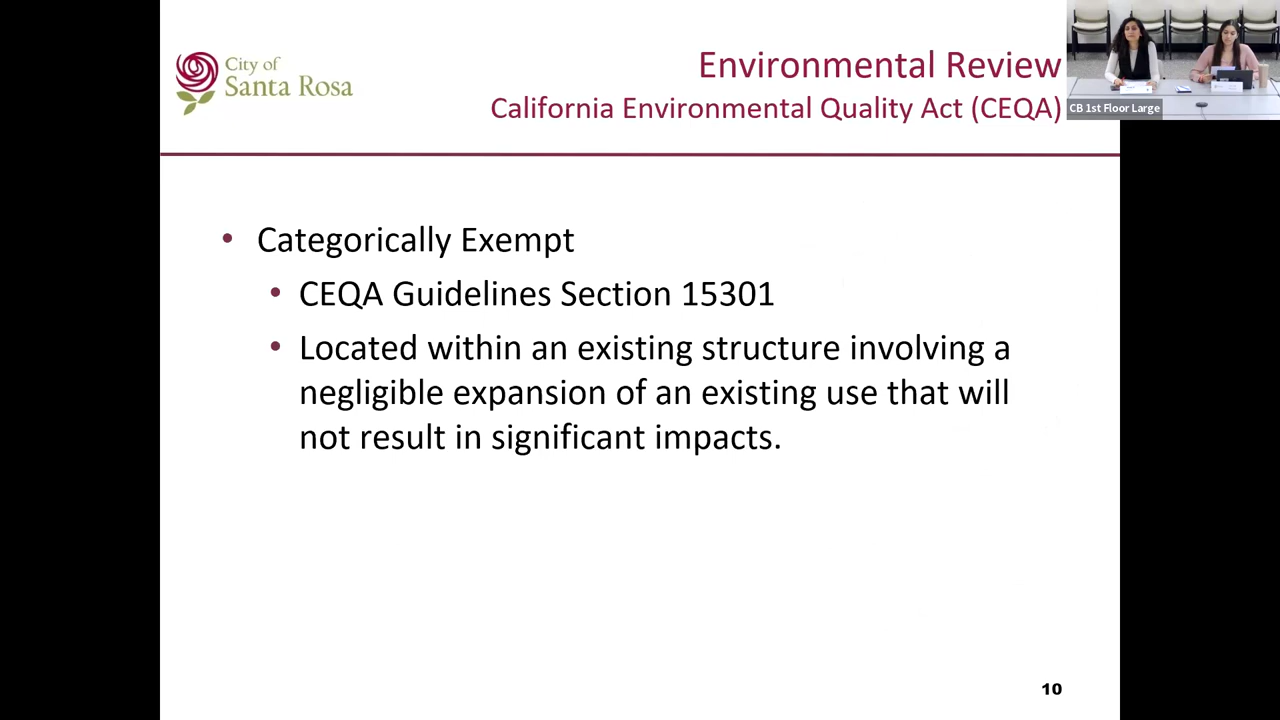 City of
Santa Rosa
Environmental Review
California Environmental Quality Act (CEQA)
CB 1st Floor Large
• Categorically Exempt
• CEQA Guidelines Section 15301
• Located within an existing structure involving a
negligible expansion of an existing use that will
not result in significant impacts.
10